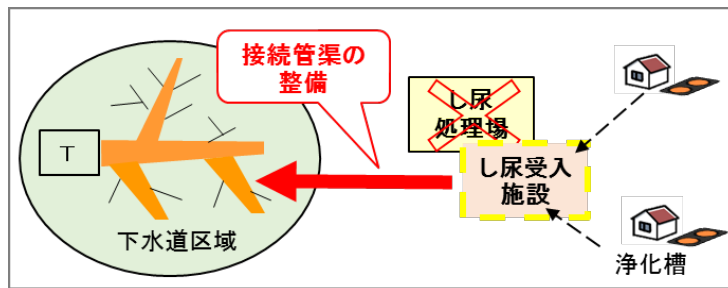 接続管渠の
整備
し尿
処理場
し尿受入
施設
T
下水道区域
浄化槽